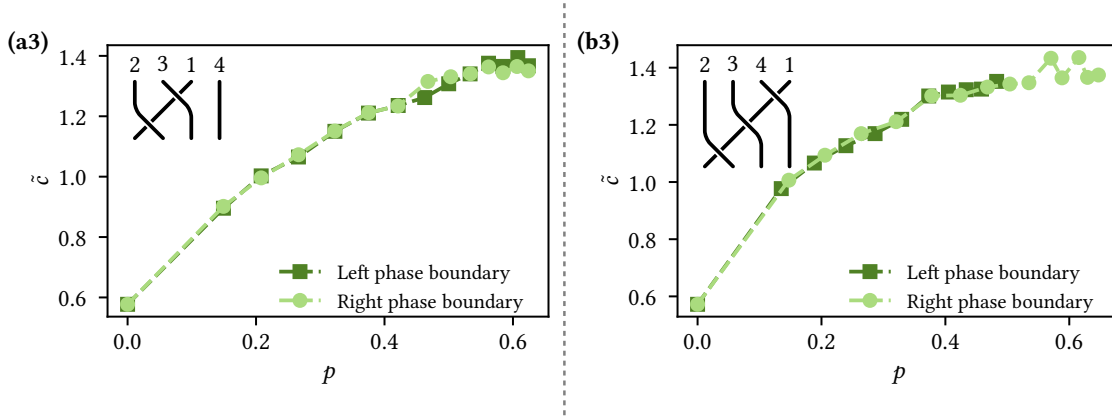 (a3)
2 3 1 4
1.4
1.2
1.0
0.8
0.6
c̃
Left phase boundary
Right phase boundary
0.0 0.2 0.4 0.6
p
(b3)
2 3 4 1
1.4
1.2
1.0
0.8
0.6
c̃
Left phase boundary
Right phase boundary
0.0 0.2 0.4 0.6
p